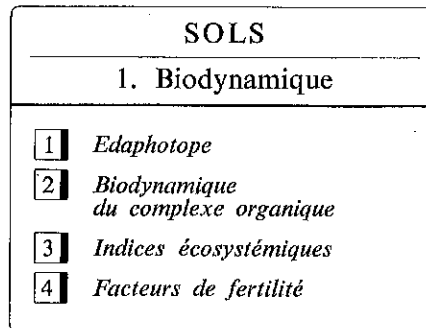 SOLS
1. Biodynamique
1 Edaphotope
2 Biodynamique
du complexe organique
3 Indices écosystémiques
4 Facteurs de fertilité